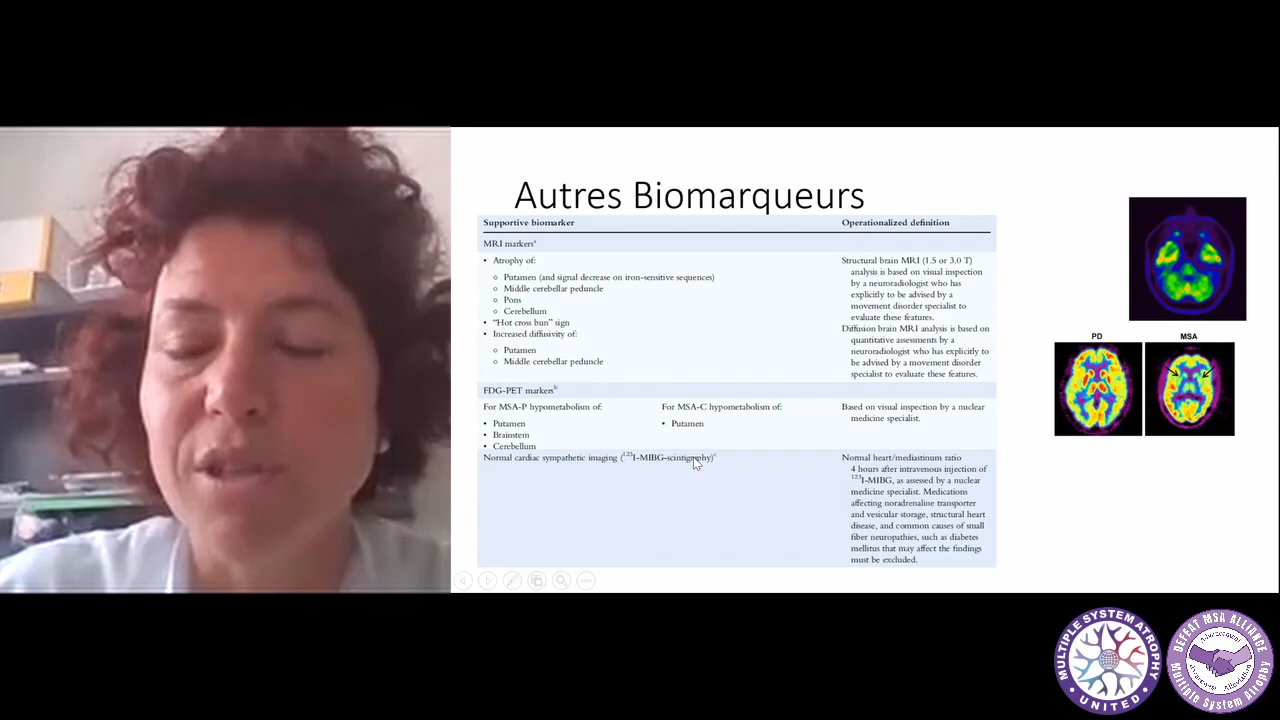 Autres Biomarqueurs
Supportive biomarker
Operationalized definition
MRI markersᵃ
• Atrophy of:
○ Putamen (and signal decrease on iron-sensitive sequences)
○ Middle cerebellar peduncle
○ Pons
○ Cerebellum
• “Hot cross bun” sign
• Increased diffusivity of:
○ Putamen
○ Middle cerebellar peduncle
Structural brain MRI (1.5 or 3.0 T)
analysis is based on visual inspection
by a neuroradiologist who has
explicitly to be advised by a
movement disorder specialist to
evaluate these features.
Diffusion brain MRI analysis is based on
quantitative assessments by a
neuroradiologist who has explicitly to
be advised by a movement disorder
specialist to evaluate these features.
FDG-PET markersᵇ
For MSA-P hypometabolism of:
• Putamen
• Brainstem
• Cerebellum
For MSA-C hypometabolism of:
• Putamen
Based on visual inspection by a nuclear
medicine specialist.
Normal cardiac sympathetic imaging (¹²³I-MIBG-scintigraphy)ᶜ
Normal heart/mediastinum ratio
4 hours after intravenous injection of
¹²³I-MIBG, as assessed by a nuclear
medicine specialist. Medications
affecting noradrenaline transporter
and vesicular storage, structural heart
disease, and common causes of small
fiber neuropathies, such as diabetes
mellitus that may affect the findings
must be excluded.
PD
MSA
MULTIPLE SYSTEM ATROPHY
UNITED
DEFEAT MSA ALLIANCE
Multiple System Atrophy